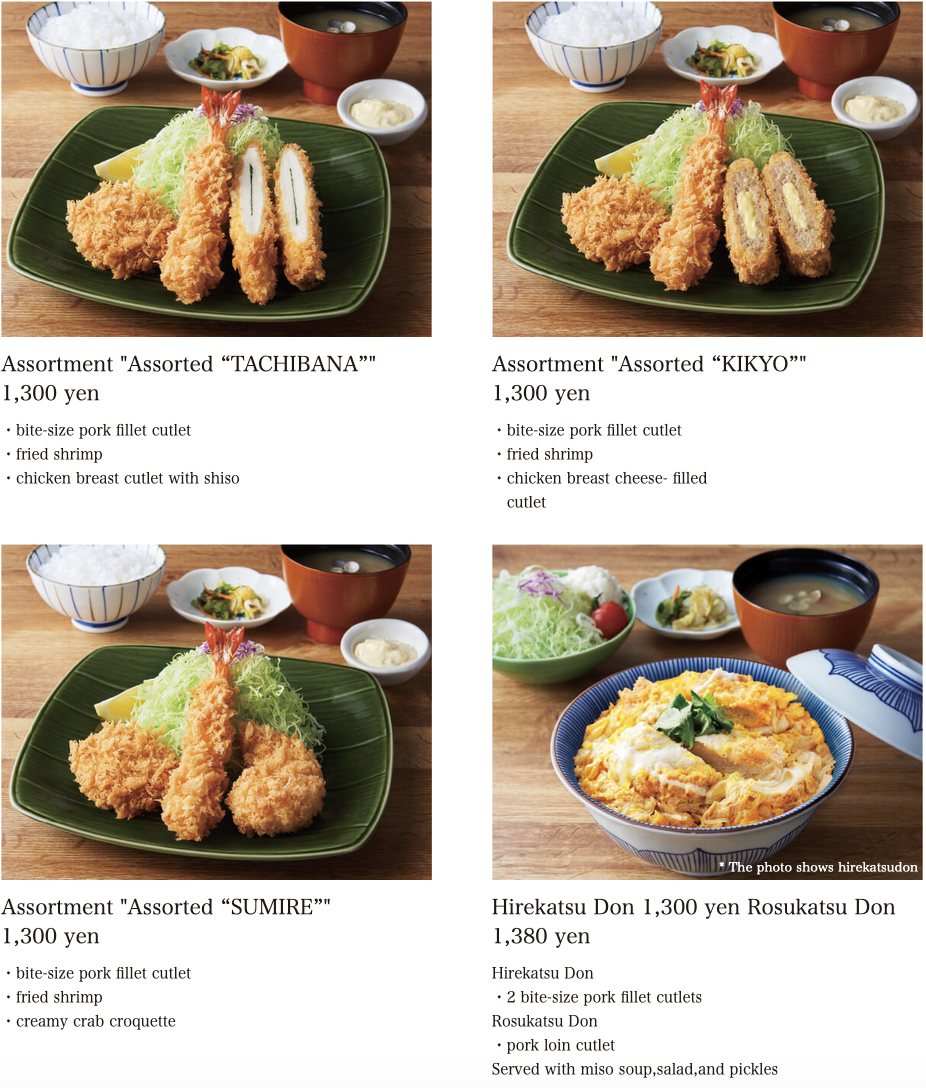 Assortment "Assorted “TACHIBANA”"
1,300 yen
・bite-size pork fillet cutlet
・fried shrimp
・chicken breast cutlet with shiso
Assortment "Assorted “KIKYO”"
1,300 yen
・bite-size pork fillet cutlet
・fried shrimp
・chicken breast cheese- filled
cutlet
Assortment "Assorted “SUMIRE”"
1,300 yen
・bite-size pork fillet cutlet
・fried shrimp
・creamy crab croquette
* The photo shows hirekatsudon
Hirekatsu Don 1,300 yen Rosukatsu Don
1,380 yen
Hirekatsu Don
・2 bite-size pork fillet cutlets
Rosukatsu Don
・pork loin cutlet
Served with miso soup,salad,and pickles